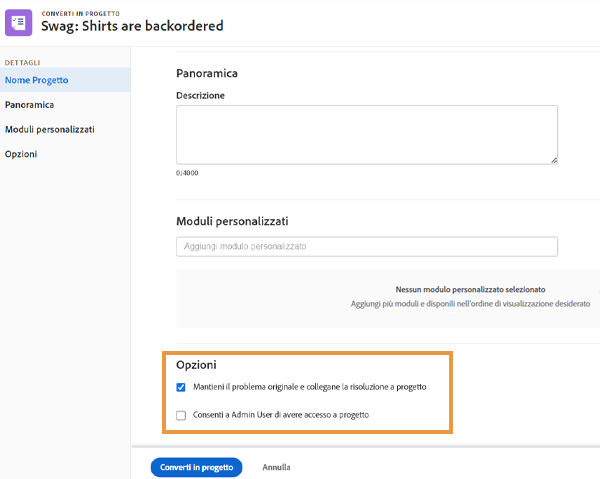 CONVERTI IN PROGETTO
Swag: Shirts are backordered
DETTAGLI
Nome Progetto
Panoramica
Moduli personalizzati
Opzioni
Panoramica
Descrizione
0/4000
Moduli personalizzati
Aggiungi modulo personalizzato
Nessun modulo personalizzato selezionato
Aggiungi più moduli e disponili nell'ordine di visualizzazione desiderato
Opzioni
Mantieni il problema originale e collegane la risoluzione a progetto
Consenti a Admin User di avere accesso a progetto
Converti in progetto
Annulla